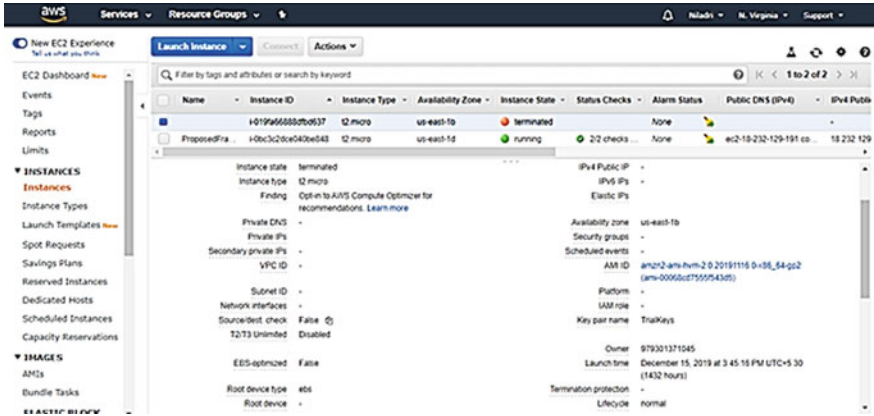 aws Services Resource Groups Niladri N. Virginia Support
New EC2 Experience
Tell us what you think
Launch Instance Connect Actions
EC2 Dashboard New
Filter by tags and attributes or search by keyword 1 to 2 of 2
Events
Tags
Reports
Limits
Name Instance ID Instance Type Availability Zone Instance State Status Checks Alarm Status Public DNS (IPv4) IPv4 Public
t2.micro us-east-1b terminated None -
ProposedFra... t2.micro us-east-1d running 2/2 checks ... None ec2-18-232-129-191.co... 18.232.129
INSTANCES
Instances
Instance Types
Launch Templates New
Spot Requests
Savings Plans
Reserved Instances
Dedicated Hosts
Scheduled Instances
Capacity Reservations
IMAGES
AMIs
Bundle Tasks
ELASTIC BLOCK
Instance state terminated IPv4 Public IP -
Instance type t2.micro IPv6 IPs -
Finding Opt-in to AWS Compute Optimizer for recommendations. Learn more Elastic IPs
Private DNS - Availability zone us-east-1b
Private IPs - Security groups -
Secondary private IPs - Scheduled events -
VPC ID - AMI ID amzn2-ami-hvm-2.0.20191116.0-x86_64-gp2
(ami-00068cd7555f543d5)
Subnet ID - Platform -
Network interfaces - IAM role -
Source/dest. check False Key pair name TrialKeys
T2/T3 Unlimited Disabled
Owner 979301371045
EBS-optimized False Launch time December 15, 2019 at 3:45:16 PM UTC+5:30
(1432 hours)
Root device type ebs Termination protection -
Root device - Lifecycle normal